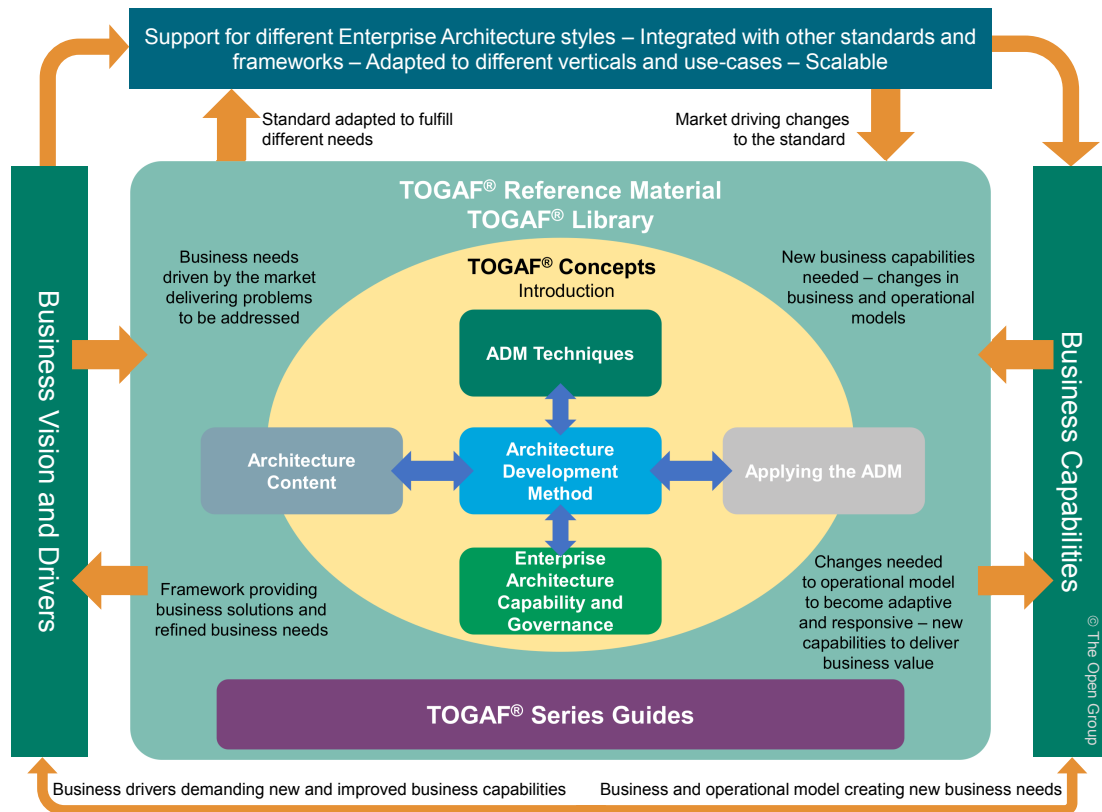 Support for different Enterprise Architecture styles – Integrated with other standards and
frameworks – Adapted to different verticals and use-cases – Scalable
Standard adapted to fulfill
different needs
Market driving changes
to the standard
TOGAF® Reference Material
TOGAF® Library
Business needs
driven by the market
delivering problems
to be addressed
TOGAF® Concepts
Introduction
New business capabilities
needed – changes in
business and operational
models
Business Vision and Drivers
ADM Techniques
Business Capabilities
Architecture
Content
Architecture
Development
Method
Applying the ADM
Framework providing
business solutions and
refined business needs
Enterprise
Architecture
Capability and
Governance
Changes needed
to operational model
to become adaptive
and responsive – new
capabilities to deliver
business value
© The Open Group
TOGAF® Series Guides
Business drivers demanding new and improved business capabilities
Business and operational model creating new business needs